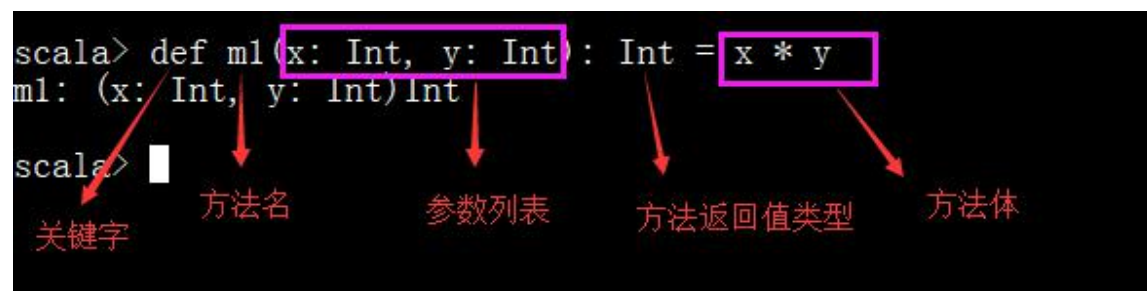 scala> def m1(x: Int, y: Int): Int = x * y
m1: (x: Int, y: Int)Int
scala>
关键字
方法名
参数列表
方法返回值类型
方法体